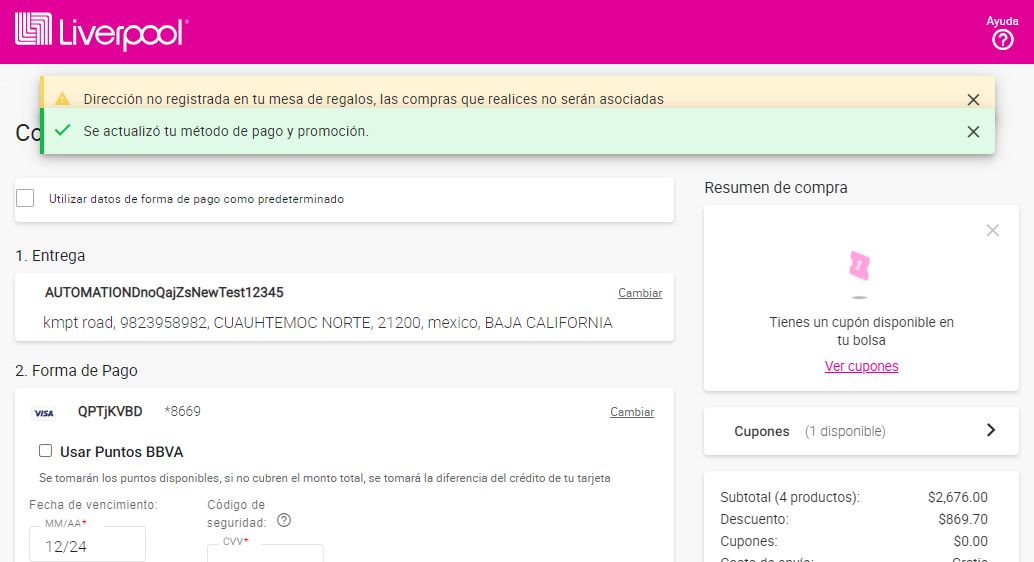 Liverpool
Ayuda
Dirección no registrada en tu mesa de regalos, las compras que realices no serán asociadas
Se actualizó tu método de pago y promoción.
Co
Utilizar datos de forma de pago como predeterminado
Resumen de compra
1. Entrega
AUTOMATIONDnoQajZsNewTest12345
Cambiar
kmpt road, 9823958982, CUAUHTEMOC NORTE, 21200, mexico, BAJA CALIFORNIA
Tienes un cupón disponible en
tu bolsa
Ver cupones
2. Forma de Pago
VISA QPTjKVBD *8669
Cambiar
Cupones (1 disponible)
Usar Puntos BBVA
Se tomarán los puntos disponibles, si no cubren el monto total, se tomará la diferencia del crédito de tu tarjeta
Fecha de vencimiento:
MM/AA*
12/24
Código de
seguridad:
CVV*
Subtotal (4 productos): $2,676.00
Descuento: $869.70
Cupones: $0.00
Costo de envío: Gratis